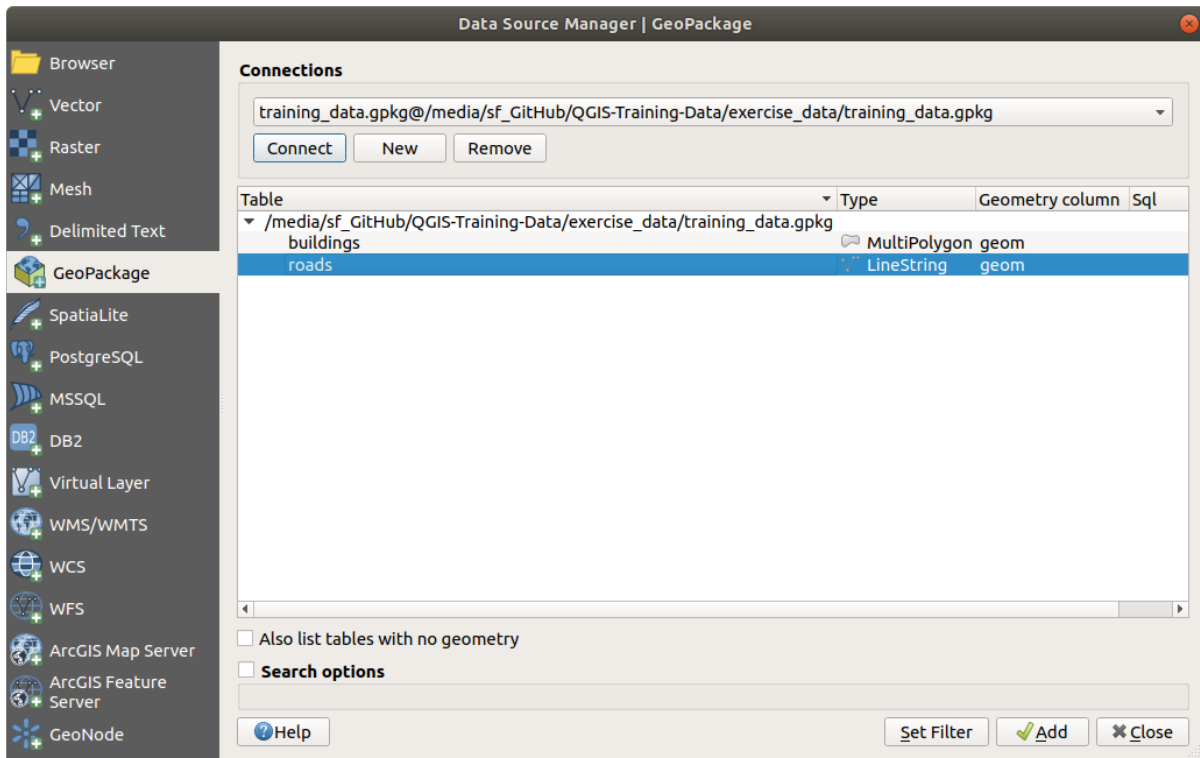 Data Source Manager | GeoPackage
Browser
Vector
Raster
Mesh
Delimited Text
GeoPackage
SpatiaLite
PostgreSQL
MSSQL
DB2 DB2
Virtual Layer
WMS/WMTS
WCS
WFS
ArcGIS Map Server
ArcGIS Feature
Server
GeoNode
Connections
training_data.gpkg@/media/sf_GitHub/QGIS-Training-Data/exercise_data/training_data.gpkg
Connect New Remove
Table Type Geometry column Sql
/media/sf_GitHub/QGIS-Training-Data/exercise_data/training_data.gpkg
buildings MultiPolygon geom
roads LineString geom
Also list tables with no geometry
Search options
?Help Set Filter Add Close